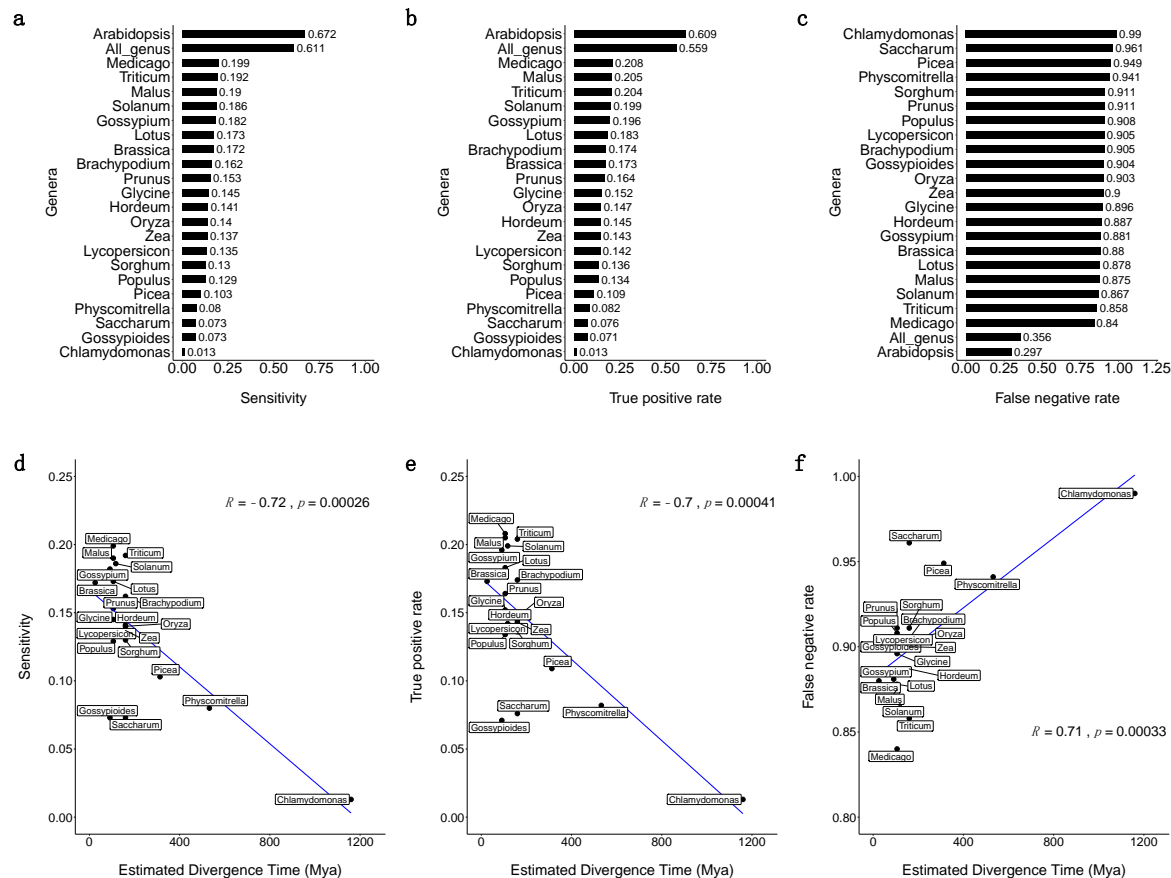 a
Arabidopsis 0.672
All_genus 0.611
Medicago 0.199
Triticum 0.192
Malus 0.19
Solanum 0.186
Gossypium 0.182
Lotus 0.173
Brassica 0.172
Brachypodium 0.162
Prunus 0.153
Glycine 0.145
Hordeum 0.141
Oryza 0.14
Zea 0.137
Lycopersicon 0.135
Sorghum 0.13
Populus 0.129
Picea 0.103
Physcomitrella 0.08
Saccharum 0.073
Gossypioides 0.073
Chlamydomonas 0.013
Genera
0.00 0.25 0.50 0.75 1.00
Sensitivity
b
Arabidopsis 0.609
All_genus 0.559
Medicago 0.208
Malus 0.205
Triticum 0.204
Solanum 0.199
Gossypium 0.196
Lotus 0.183
Brachypodium 0.174
Brassica 0.173
Prunus 0.164
Glycine 0.152
Oryza 0.147
Hordeum 0.145
Zea 0.143
Lycopersicon 0.142
Sorghum 0.136
Populus 0.134
Picea 0.109
Physcomitrella 0.082
Saccharum 0.076
Gossypioides 0.071
Chlamydomonas 0.013
Genera
0.00 0.25 0.50 0.75 1.00
True positive rate
c
Chlamydomonas 0.99
Saccharum 0.961
Picea 0.949
Physcomitrella 0.941
Sorghum 0.911
Prunus 0.911
Populus 0.908
Lycopersicon 0.905
Brachypodium 0.905
Gossypioides 0.904
Oryza 0.903
Zea 0.9
Glycine 0.896
Hordeum 0.887
Gossypium 0.881
Brassica 0.88
Lotus 0.878
Malus 0.875
Solanum 0.867
Triticum 0.858
Medicago 0.84
All_genus 0.356
Arabidopsis 0.297
Genera
0.00 0.25 0.50 0.75 1.00 1.25
False negative rate
d
0.25
0.20
0.15
0.10
0.05
0.00
Sensitivity
R = - 0.72 , p = 0.00026
Medicago
Malus
Triticum
Solanum
Gossypium
Brassica
Lotus
Prunus
Brachypodium
Glycine
Hordeum
Oryza
Lycopersicon
Zea
Populus
Sorghum
Picea
Physcomitrella
Gossypioides
Saccharum
Chlamydomonas
0 400 800 1200
Estimated Divergence Time (Mya)
e
0.25
0.20
0.15
0.10
0.05
0.00
True positive rate
R = - 0.7 , p = 0.00041
Medicago
Triticum
Malus
Solanum
Gossypium
Lotus
Brassica
Brachypodium
Prunus
Glycine
Oryza
Hordeum
Lycopersicon
Zea
Populus
Sorghum
Picea
Saccharum
Physcomitrella
Gossypioides
Chlamydomonas
0 400 800 1200
Estimated Divergence Time (Mya)
f
1.00
0.95
0.90
0.85
0.80
False negative rate
Chlamydomonas
Saccharum
Picea
Physcomitrella
Prunus
Sorghum
Populus
Brachypodium
Lycopersicon
Oryza
Gossypioides
Zea
Glycine
Gossypium
Hordeum
Brassica
Lotus
Malus
Solanum
Triticum
Medicago
R = 0.71 , p = 0.00033
0 400 800 1200
Estimated Divergence Time (Mya)